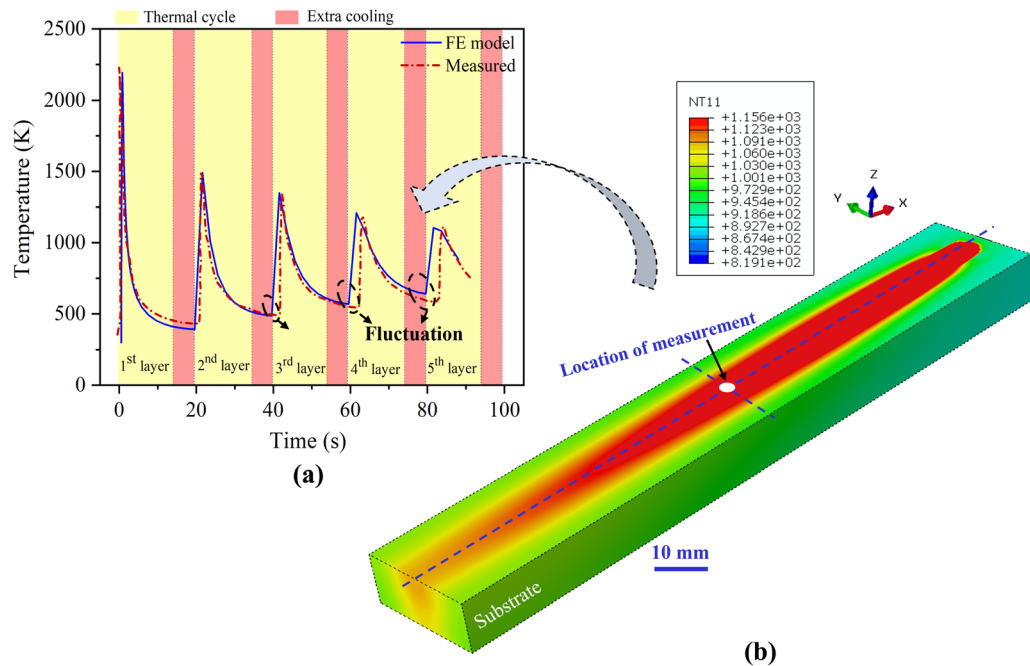 Thermal cycle Extra cooling
2500
2000
1500
1000
500
0
Temperature (K)
FE model
Measured
Fluctuation
1st layer 2nd layer 3rd layer 4th layer 5th layer
0 20 40 60 80 100
Time (s)
(a)
NT11
+1.156e+03
+1.123e+03
+1.091e+03
+1.060e+03
+1.030e+03
+1.001e+03
+9.729e+02
+9.454e+02
+9.186e+02
+8.927e+02
+8.674e+02
+8.429e+02
+8.191e+02
Z
Y X
Location of measurement
10 mm
Substrate
(b)